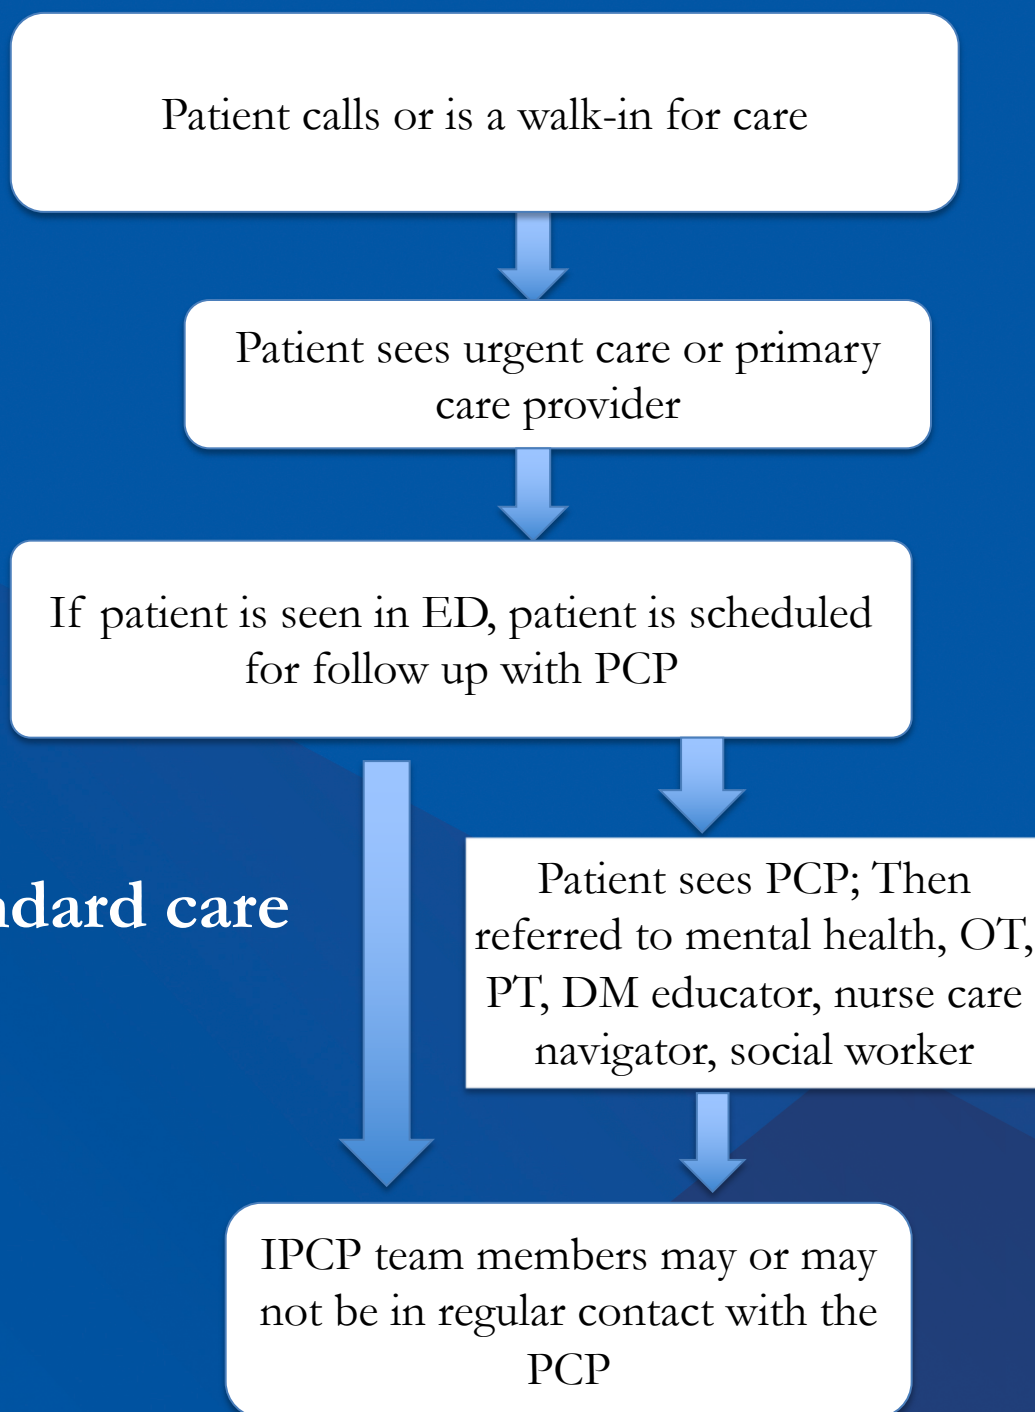 Patient calls or is a walk-in for care
Patient sees urgent care or primary
care provider
If patient is seen in ED, patient is scheduled
for follow up with PCP
ndard care
Patient sees PCP; Then
referred to mental health, OT,
PT, DM educator, nurse care
navigator, social worker
IPCP team members may or may
not be in regular contact with the
PCP